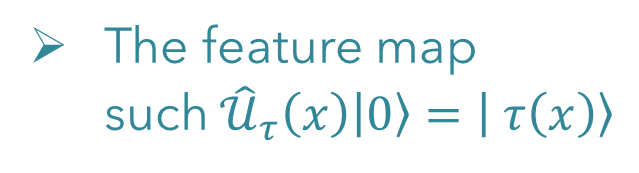 ➢ The feature map
such 𝒰̂_τ(x)|0⟩ = | τ(x)⟩